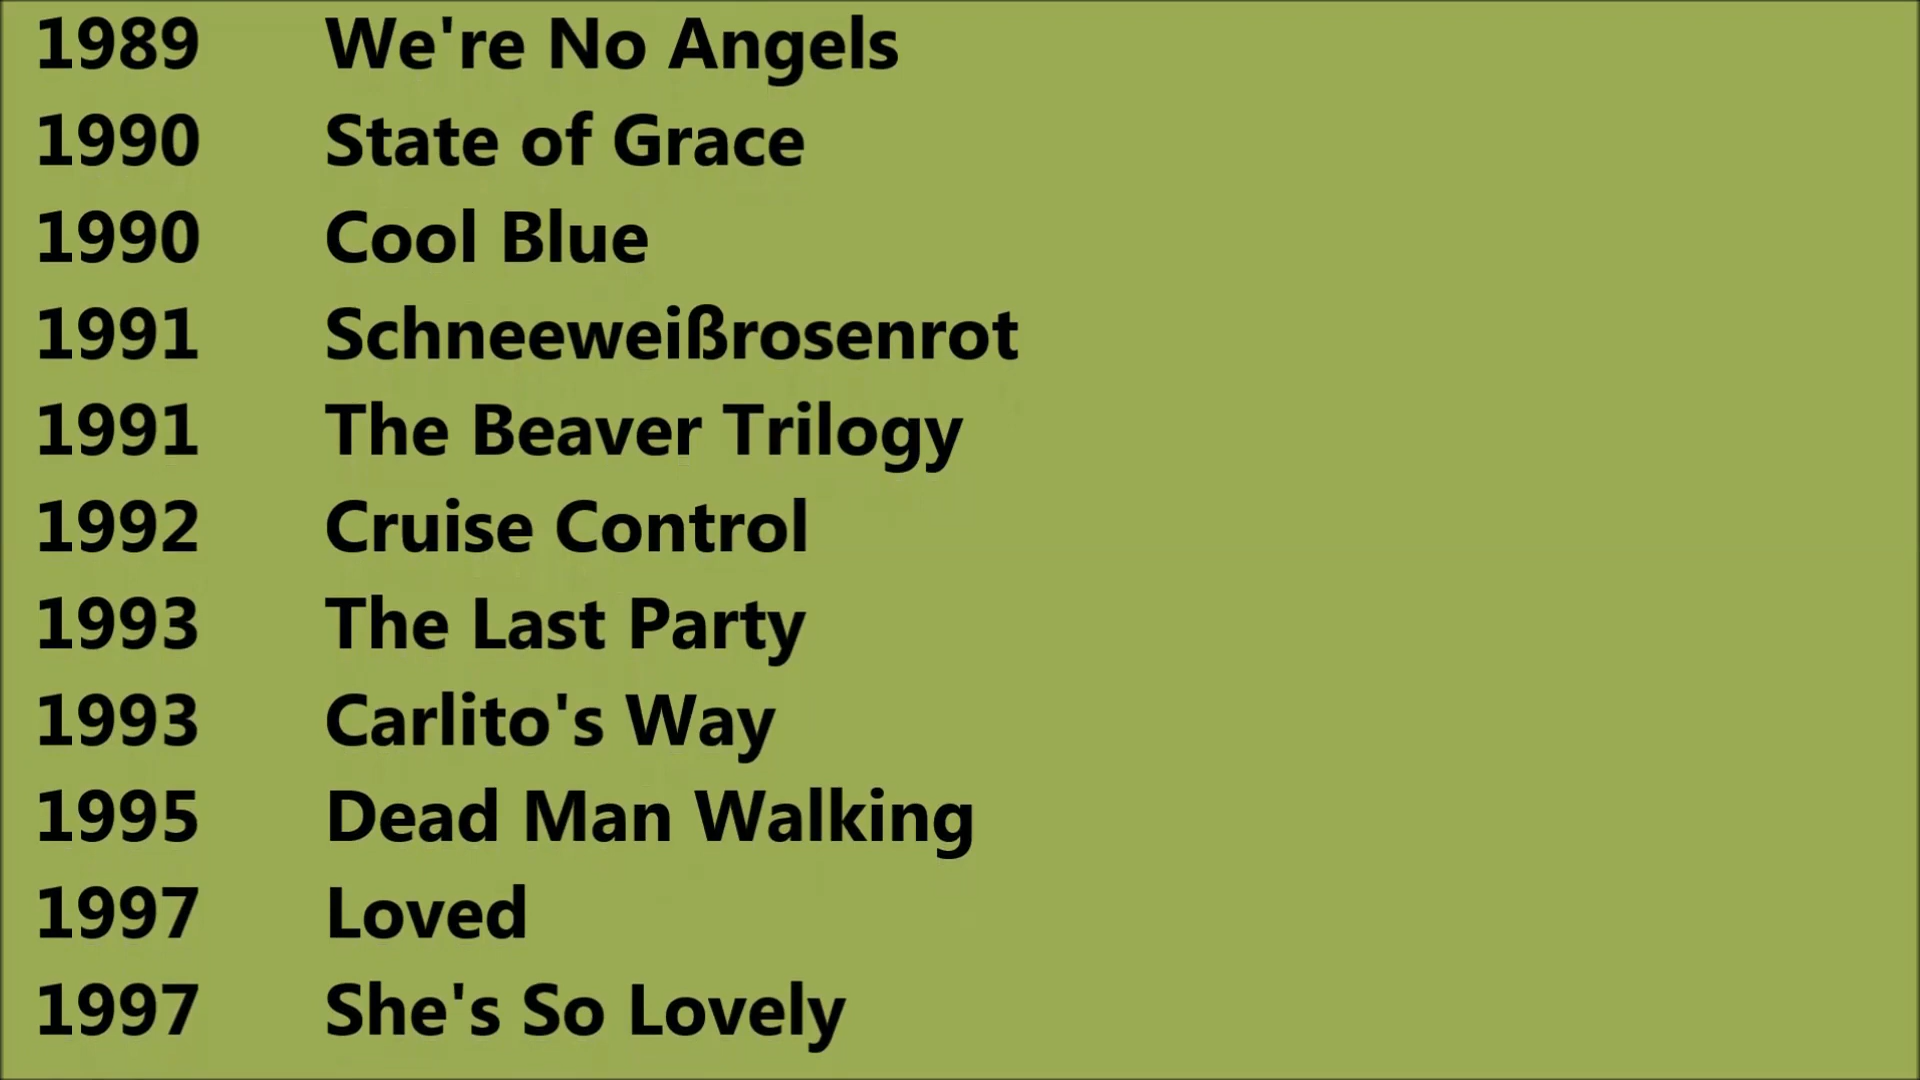 1989 We're No Angels
1990 State of Grace
1990 Cool Blue
1991 Schneeweißrosenrot
1991 The Beaver Trilogy
1992 Cruise Control
1993 The Last Party
1993 Carlito's Way
1995 Dead Man Walking
1997 Loved
1997 She's So Lovely